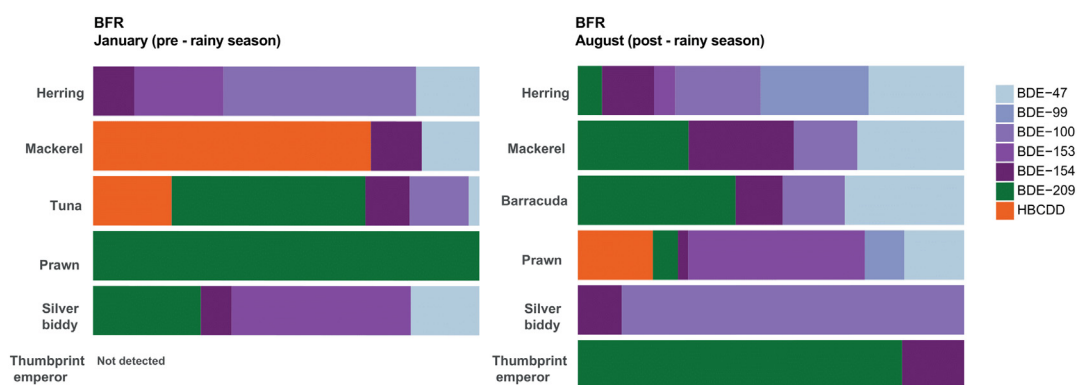 BFR
January (pre - rainy season)
Herring
Mackerel
Tuna
Prawn
Silver
biddy
Thumbprint
emperor
Not detected
BFR
August (post - rainy season)
Herring
Mackerel
Barracuda
Prawn
Silver
biddy
Thumbprint
emperor
BDE-47
BDE-99
BDE-100
BDE-153
BDE-154
BDE-209
HBCDD